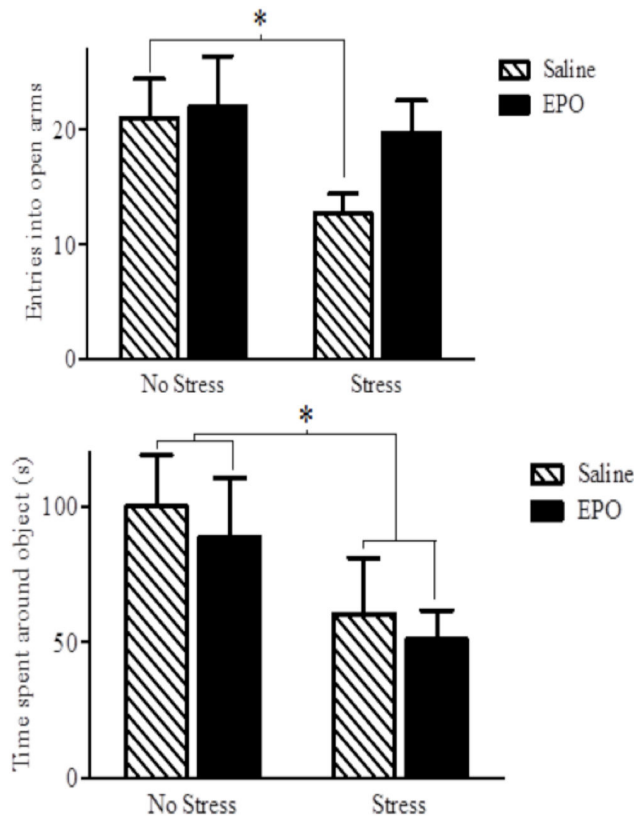 *
Saline
EPO
Entries into open arms
20
10
0
No Stress
Stress
*
Saline
EPO
Time spent around object (s)
100
50
0
No Stress
Stress